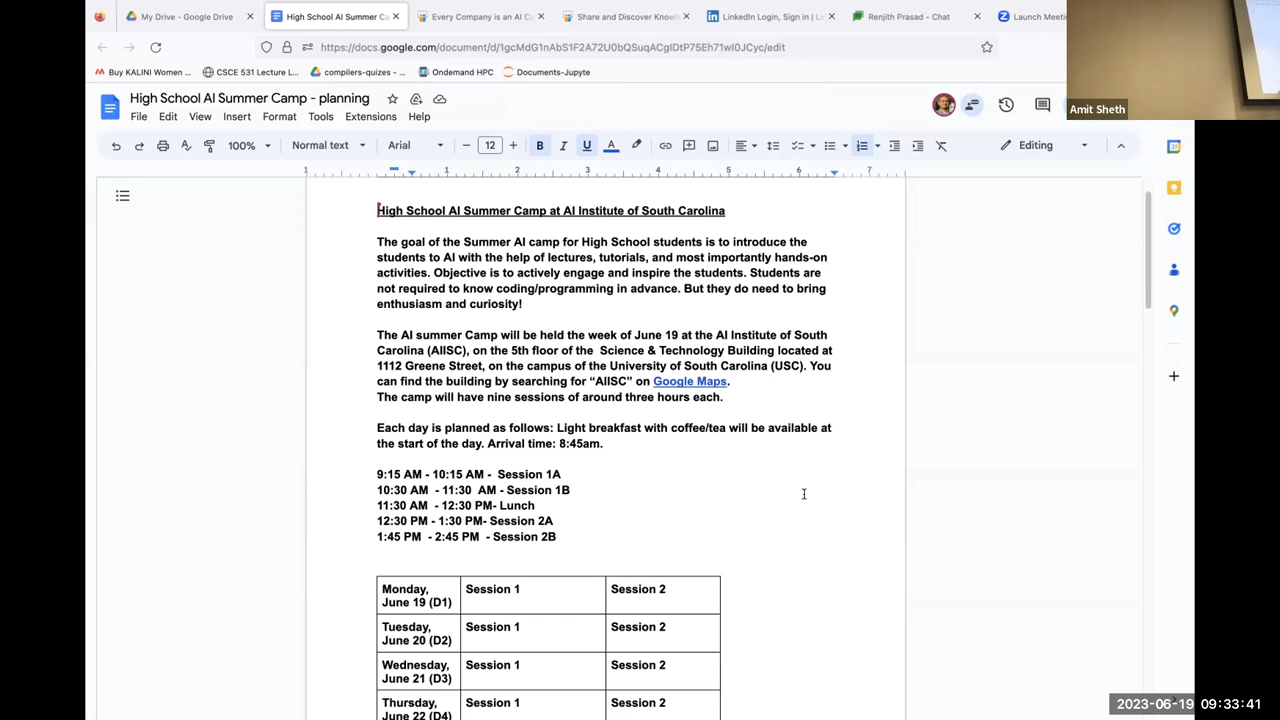 My Drive - Google Drive
High School AI Summer Ca
Every Company is an AI C
Share and Discover Knowl
LinkedIn Login, Sign in | L
Renjith Prasad - Chat
Launch Meeti
https://docs.google.com/document/d/1gcMdG1nAbS1F2A72U0bQSuqACgIDtP75Eh71wI0JCyc/edit
Buy KALINI Women ...
CSCE 531 Lecture L...
compilers-quizes - ...
Ondemand HPC
Documents-Jupyte
Amit Sheth
High School AI Summer Camp - planning
File Edit View Insert Format Tools Extensions Help
100% Normal text Arial 12 B I U A Editing
1 1 2 3 4 5 6 7
High School AI Summer Camp at AI Institute of South Carolina
The goal of the Summer AI camp for High School students is to introduce the
students to AI with the help of lectures, tutorials, and most importantly hands-on
activities. Objective is to actively engage and inspire the students. Students are
not required to know coding/programming in advance. But they do need to bring
enthusiasm and curiosity!
The AI summer Camp will be held the week of June 19 at the AI Institute of South
Carolina (AIISC), on the 5th floor of the Science & Technology Building located at
1112 Greene Street, on the campus of the University of South Carolina (USC). You
can find the building by searching for “AIISC” on Google Maps.
The camp will have nine sessions of around three hours each.
Each day is planned as follows: Light breakfast with coffee/tea will be available at
the start of the day. Arrival time: 8:45am.
9:15 AM - 10:15 AM - Session 1A
10:30 AM - 11:30 AM - Session 1B
11:30 AM - 12:30 PM- Lunch
12:30 PM - 1:30 PM- Session 2A
1:45 PM - 2:45 PM - Session 2B
Monday,
June 19 (D1)
Session 1
Session 2
Tuesday,
June 20 (D2)
Session 1
Session 2
Wednesday,
June 21 (D3)
Session 1
Session 2
Thursday,
June 22 (D4)
Session 1
Session 2
2023-06-19 09:33:41